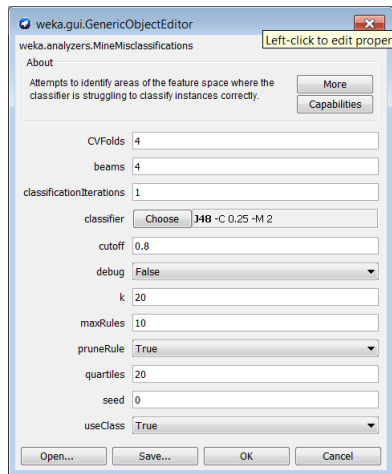 weka.gui.GenericObjectEditor
Left-click to edit proper
weka.analyzers.MineMisclassifications
About
Attempts to identify areas of the feature space where the
classifier is struggling to classify instances correctly.
More
Capabilities
CVFolds 4
beams 4
classificationIterations 1
classifier Choose J48 -C 0.25 -M 2
cutoff 0.8
debug False
k 20
maxRules 10
pruneRule True
quartiles 20
seed 0
useClass True
Open... Save... OK Cancel